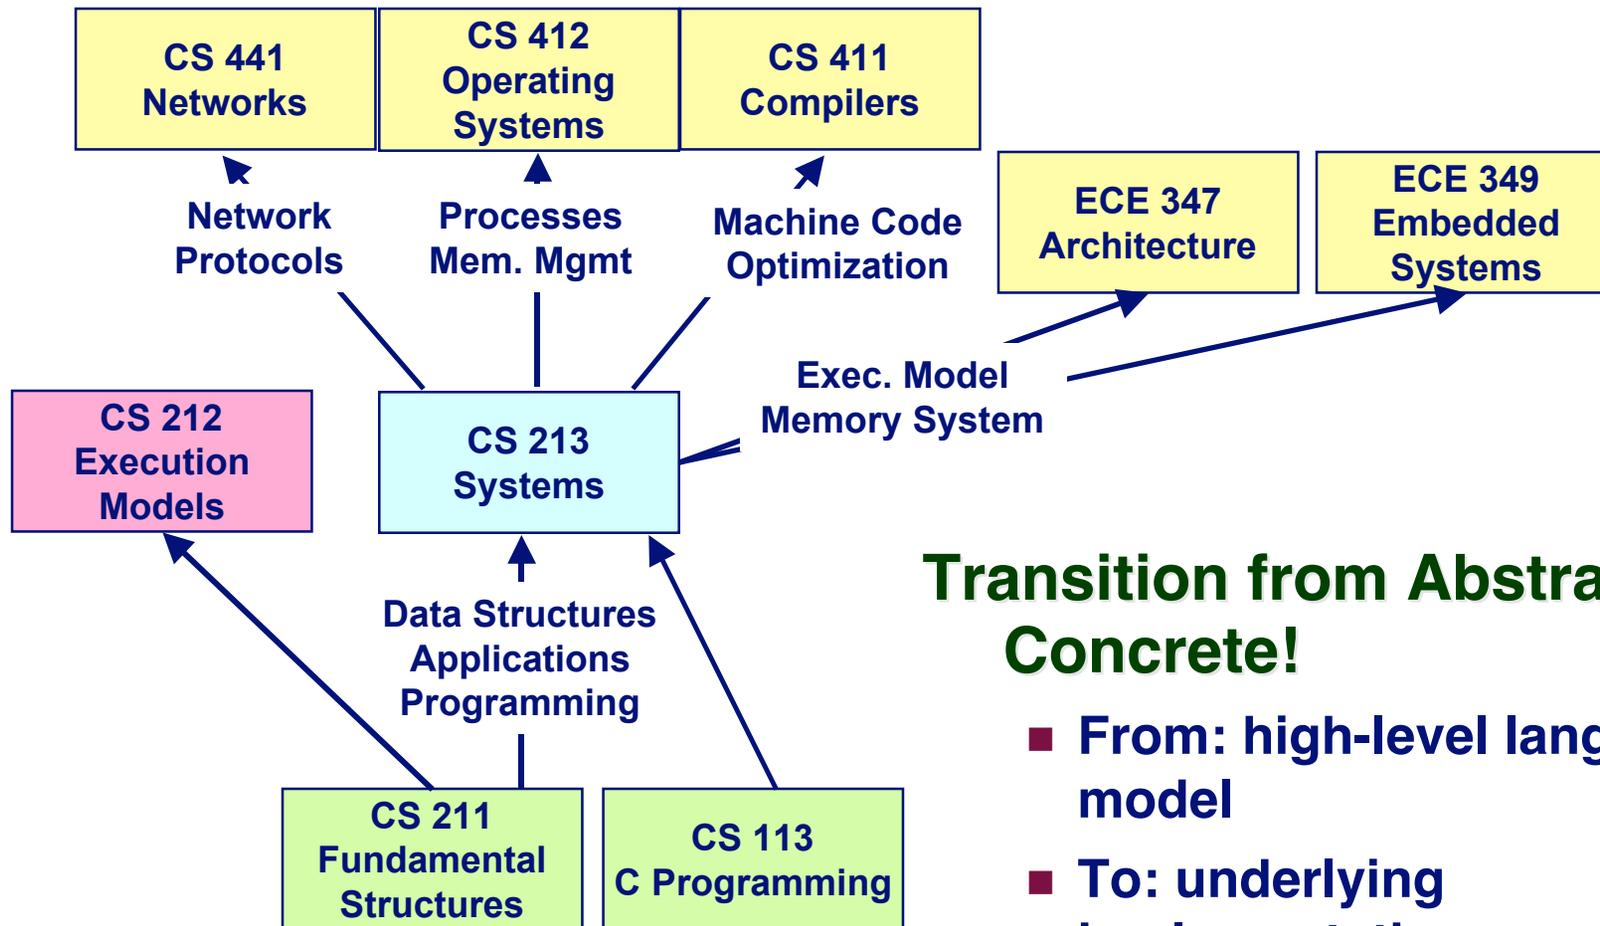 CS 441
Networks
CS 412
Operating
Systems
CS 411
Compilers
ECE 347
Architecture
ECE 349
Embedded
Systems
Network
Protocols
Processes
Mem. Mgmt
Machine Code
Optimization
Exec. Model
Memory System
CS 212
Execution
Models
CS 213
Systems
Data Structures
Applications
Programming
CS 211
Fundamental
Structures
CS 113
C Programming
Transition from Abstra
Concrete!
From: high-level lang
model
To: underlying